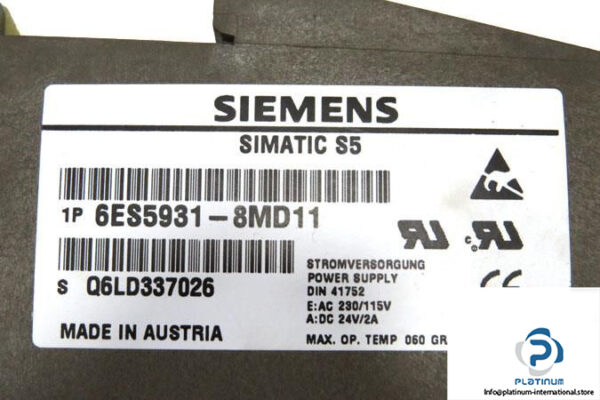 SIEMENS
SIMATIC S5
1P 6ES5931-8MD11
S Q6LD337026
STROMVERSORGUNG
POWER SUPPLY
DIN 41752
E:AC 230/115V
A:DC 24V/2A
MADE IN AUSTRIA
MAX. OP. TEMP 060 GR
PLATINUM
Info@platinum-international.store